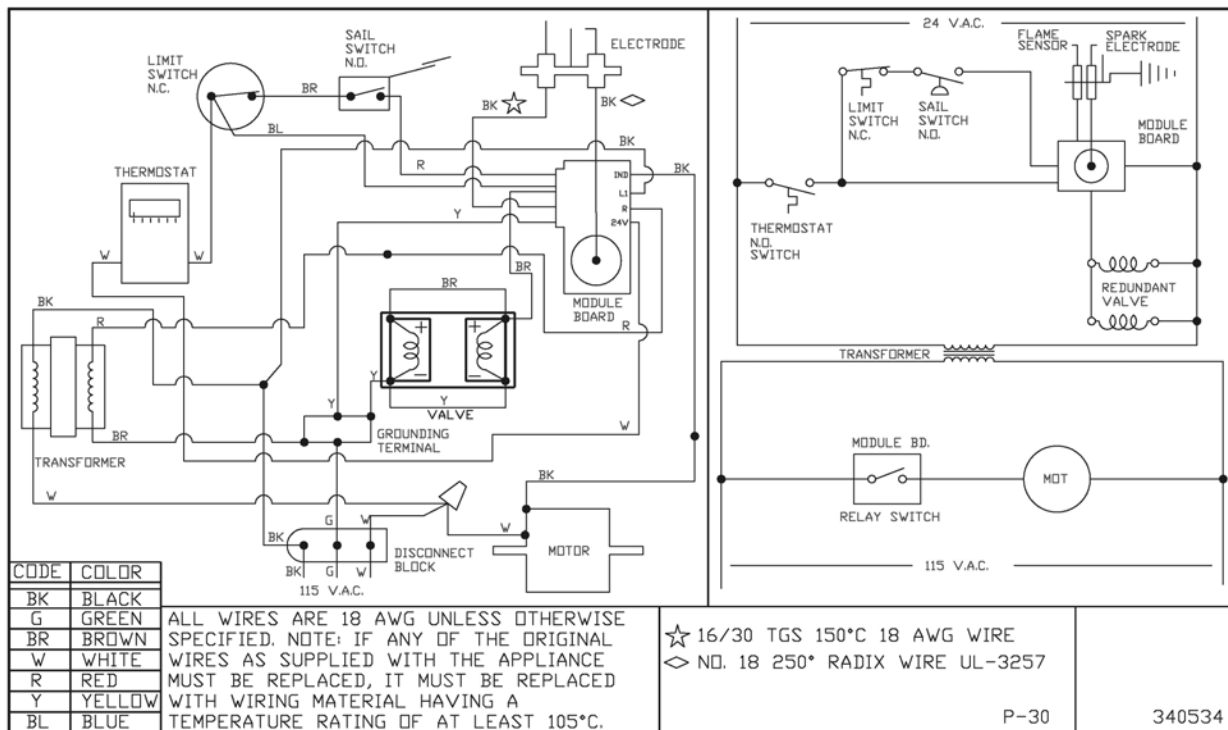 LIMIT
SWITCH
N.C.
SAIL
SWITCH
N.O.
ELECTRODE
BR
BK ☆
BK ◇
BL
BK
R
THERMOSTAT
IND
BK
L1
R
24V
Y
W
W
BR
MODULE
BOARD
BK
R
BR
R
Y
Y
VALVE
Y
W
BR
GROUNDING
TERMINAL
TRANSFORMER
W
BK
G
W
W
BK
DISCONNECT
BLOCK
MOTOR
BK
G
W
115 V.A.C.
24 V.A.C.
FLAME
SENSOR
SPARK
ELECTRODE
LIMIT
SWITCH
N.C.
SAIL
SWITCH
N.O.
MODULE
BOARD
THERMOSTAT
N.O.
SWITCH
REDUNDANT
VALVE
TRANSFORMER
MODULE BD.
MOT
RELAY SWITCH
115 V.A.C.
CODE COLOR
BK BLACK
G GREEN
BR BROWN
W WHITE
R RED
Y YELLOW
BL BLUE
ALL WIRES ARE 18 AWG UNLESS OTHERWISE
SPECIFIED. NOTE: IF ANY OF THE ORIGINAL
WIRES AS SUPPLIED WITH THE APPLIANCE
MUST BE REPLACED, IT MUST BE REPLACED
WITH WIRING MATERIAL HAVING A
TEMPERATURE RATING OF AT LEAST 105°C.
☆ 16/30 TGS 150°C 18 AWG WIRE
◇ NO. 18 250° RADIX WIRE UL-3257
P-30
340534